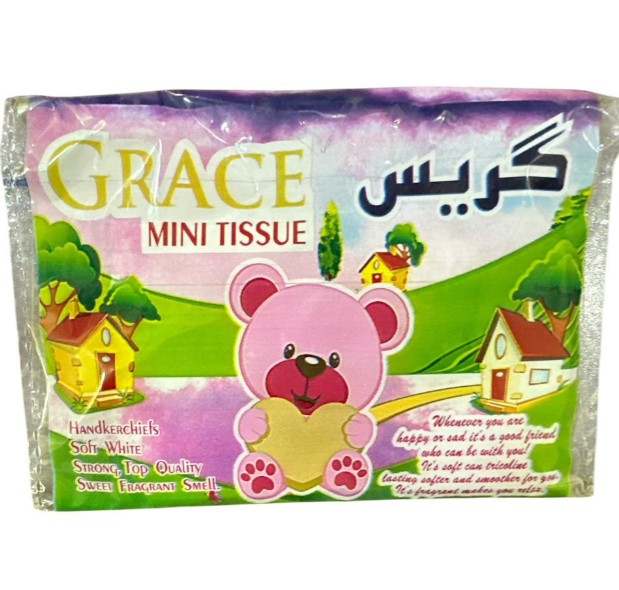 GRACE
MINI TISSUE
گریس
HANDKERCHIEFS
SOFT WHITE
STRONG, TOP QUALITY
SWEET FRAGRANT SMELL.
Whenever you are
happy or sad it's a good friend
who can be with you!
It's soft can tricoline
lasting softer and smoother for you.
It's fragrant makes you relax.